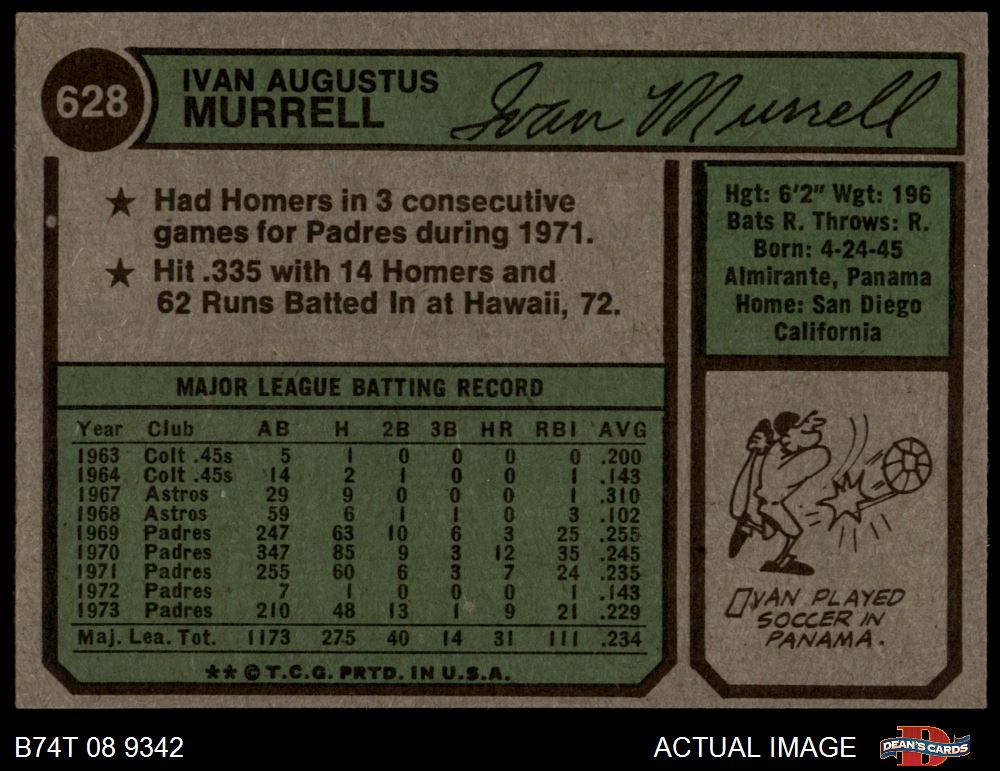 628
IVAN AUGUSTUS
MURRELL
Ivan Murrell
★ Had Homers in 3 consecutive
games for Padres during 1971.
★ Hit .335 with 14 Homers and
62 Runs Batted In at Hawaii, 72.
Hgt: 6'2" Wgt: 196
Bats R. Throws: R.
Born: 4-24-45
Almirante, Panama
Home: San Diego
California
MAJOR LEAGUE BATTING RECORD
Year Club AB H 2B 3B HR RBI AVG
1963 Colt .45s 5 1 0 0 0 0 .200
1964 Colt .45s 14 2 1 0 0 1 .143
1967 Astros 29 9 0 0 0 1 .310
1968 Astros 59 6 1 1 0 3 .102
1969 Padres 247 63 10 6 3 25 .255
1970 Padres 347 85 9 3 12 35 .245
1971 Padres 255 60 6 3 7 24 .235
1972 Padres 7 1 0 0 0 1 .143
1973 Padres 210 48 13 1 9 21 .229
Maj. Lea. Tot. 1173 275 40 14 31 111 .234
** © T.C.G. PRTD. IN U.S.A.
IVAN PLAYED
SOCCER IN
PANAMA.
B74T 08 9342
ACTUAL IMAGE
DEAN'S CARDS